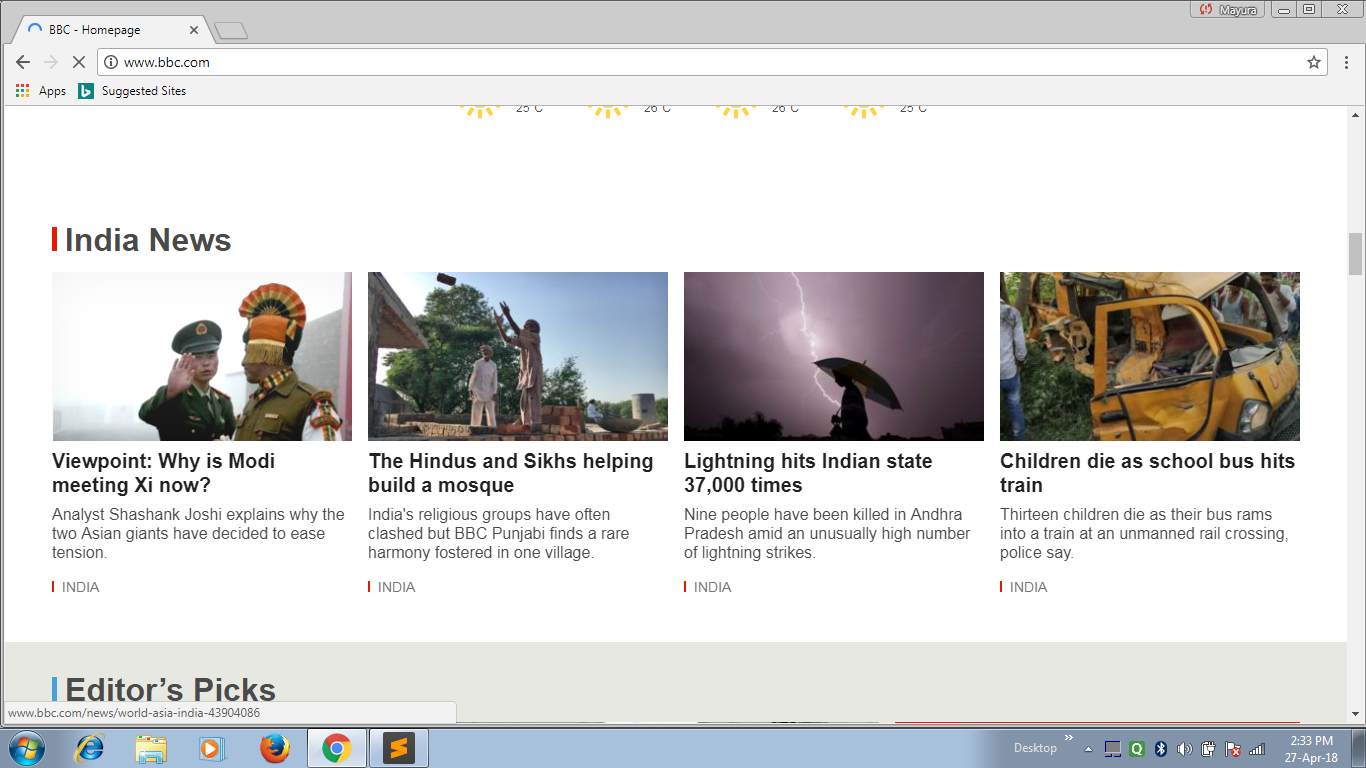 Mayura
BBC - Homepage
www.bbc.com
Apps Suggested Sites
25°C 26°C 26°C 25°C
India News
Viewpoint: Why is Modi
meeting Xi now?
Analyst Shashank Joshi explains why the
two Asian giants have decided to ease
tension.
INDIA
The Hindus and Sikhs helping
build a mosque
India's religious groups have often
clashed but BBC Punjabi finds a rare
harmony fostered in one village.
INDIA
Lightning hits Indian state
37,000 times
Nine people have been killed in Andhra
Pradesh amid an unusually high number
of lightning strikes.
INDIA
Children die as school bus hits
train
Thirteen children die as their bus rams
into a train at an unmanned rail crossing,
police say.
INDIA
Editor’s Picks
www.bbc.com/news/world-asia-india-43904086
Desktop
2:33 PM
27-Apr-18